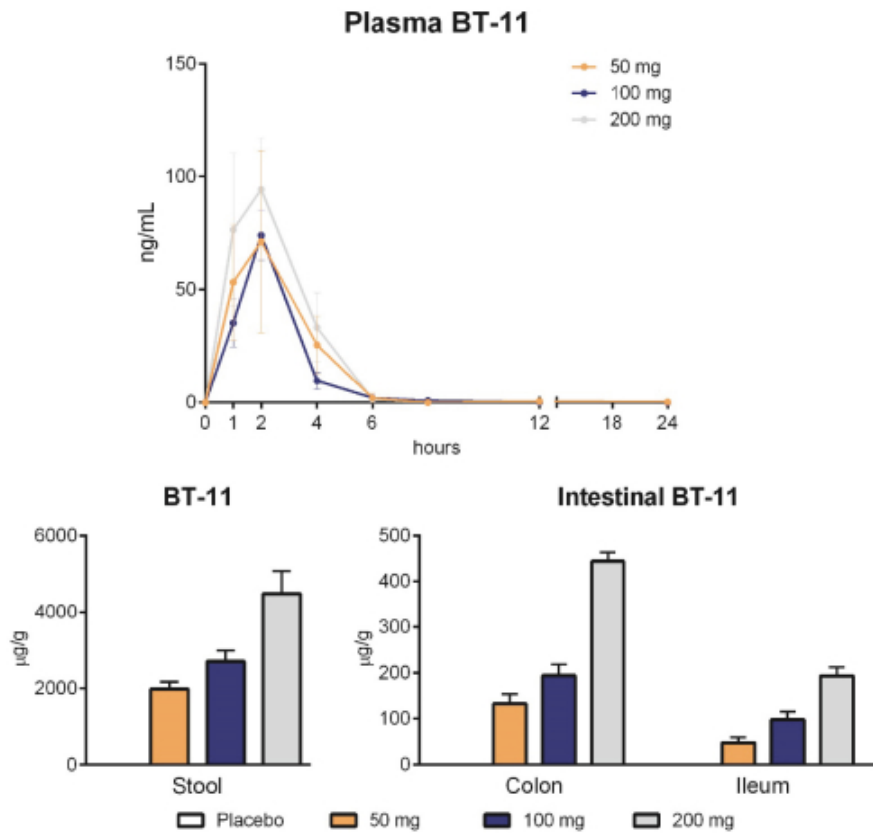 Plasma BT-11
150
100
50
0
ng/mL
50 mg
100 mg
200 mg
0 1 2 4 6 12 18 24
hours
BT-11
6000
4000
2000
0
µg/g
Stool
Intestinal BT-11
500
400
300
200
100
0
µg/g
Colon Ileum
Placebo 50 mg 100 mg 200 mg